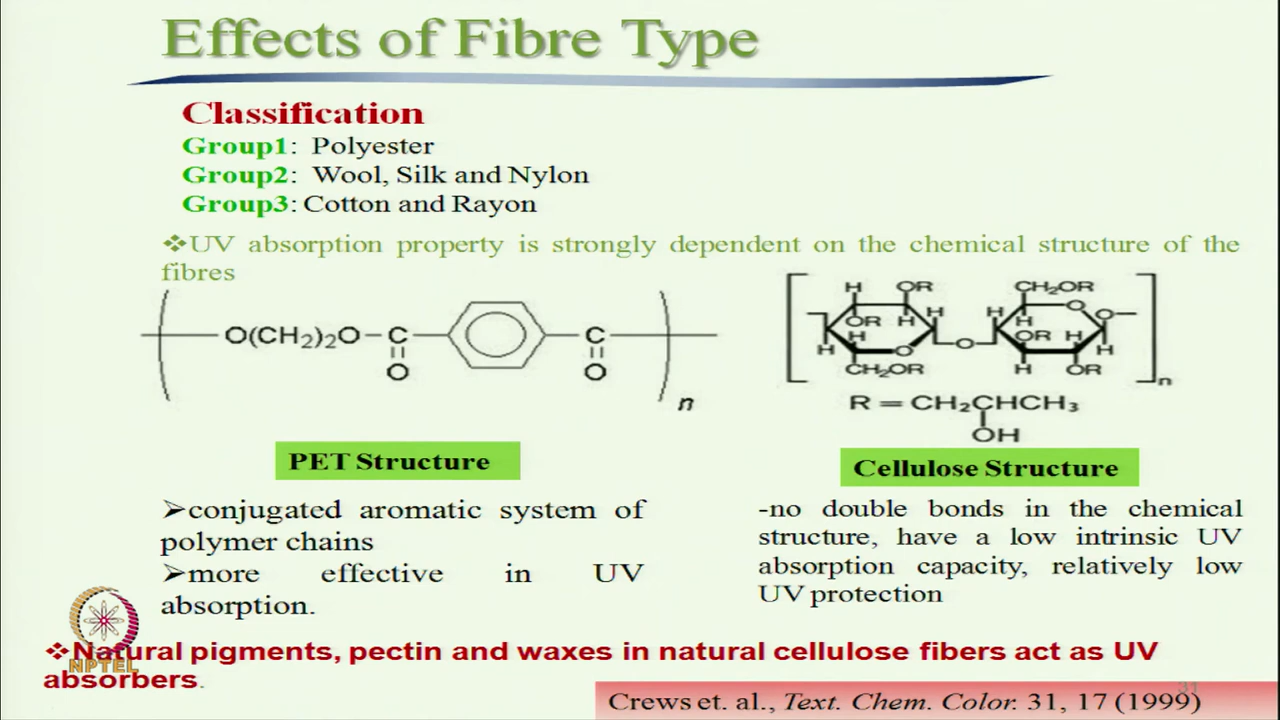 Effects of Fibre Type
Classification
Group1: Polyester
Group2: Wool, Silk and Nylon
Group3: Cotton and Rayon
❖UV absorption property is strongly dependent on the chemical structure of the
fibres
O(CH₂)₂O C C
O O
n
H OR CH₂OR
H O O
OR H H H
H OR H
H O O H
CH₂OR H OR
n
R = CH₂CHCH₃
OH
PET Structure
Cellulose Structure
➢conjugated aromatic system of
polymer chains
➢more effective in UV
absorption.
-no double bonds in the chemical
structure, have a low intrinsic UV
absorption capacity, relatively low
UV protection
❖Natural pigments, pectin and waxes in natural cellulose fibers act as UV
absorbers.
NPTEL
31
Crews et. al., Text. Chem. Color. 31, 17 (1999)